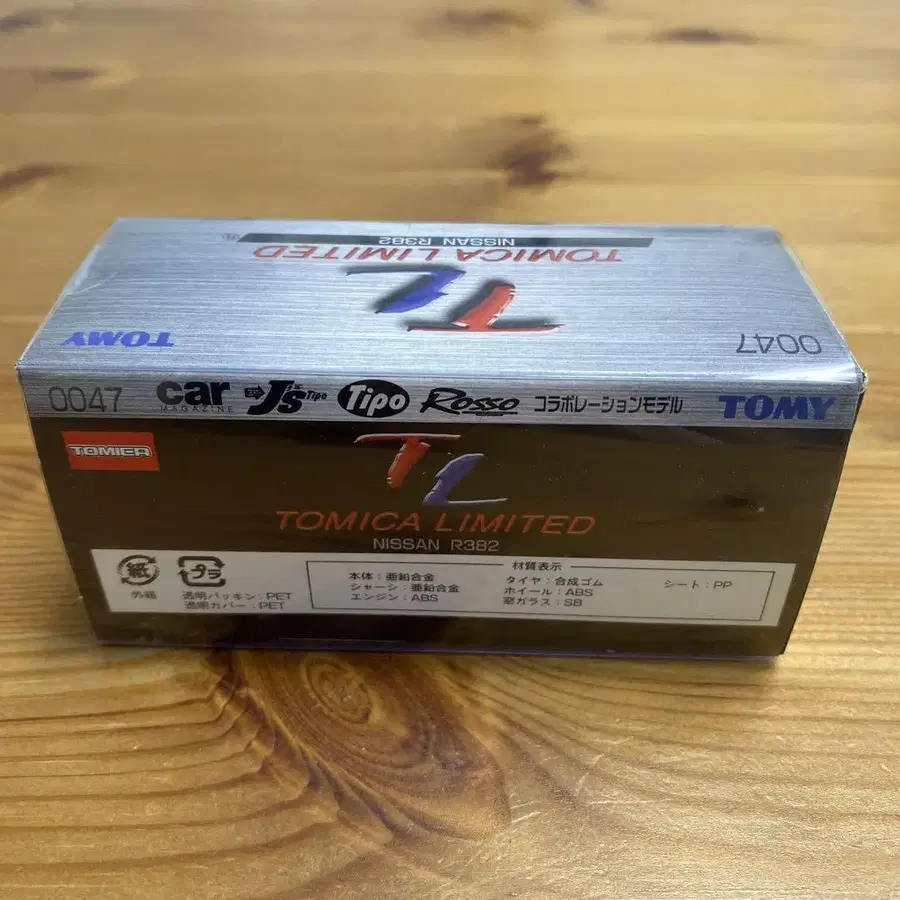 NISSAN R382
TOMICA LIMITED
TL
TOMY
0047
0047 car MAGAZINE J's Tipo Tipo Rosso コラボレーションモデル TOMY
TOMICA
TL
TOMICA LIMITED
NISSAN R382
紙 プラ
外箱 透明パッキン:PET
透明カバー:PET
材質表示
本体:亜鉛合金 タイヤ:合成ゴム シート:PP
シャーシ:亜鉛合金 ホイール:ABS
エンジン:ABS 窓ガラス:SB